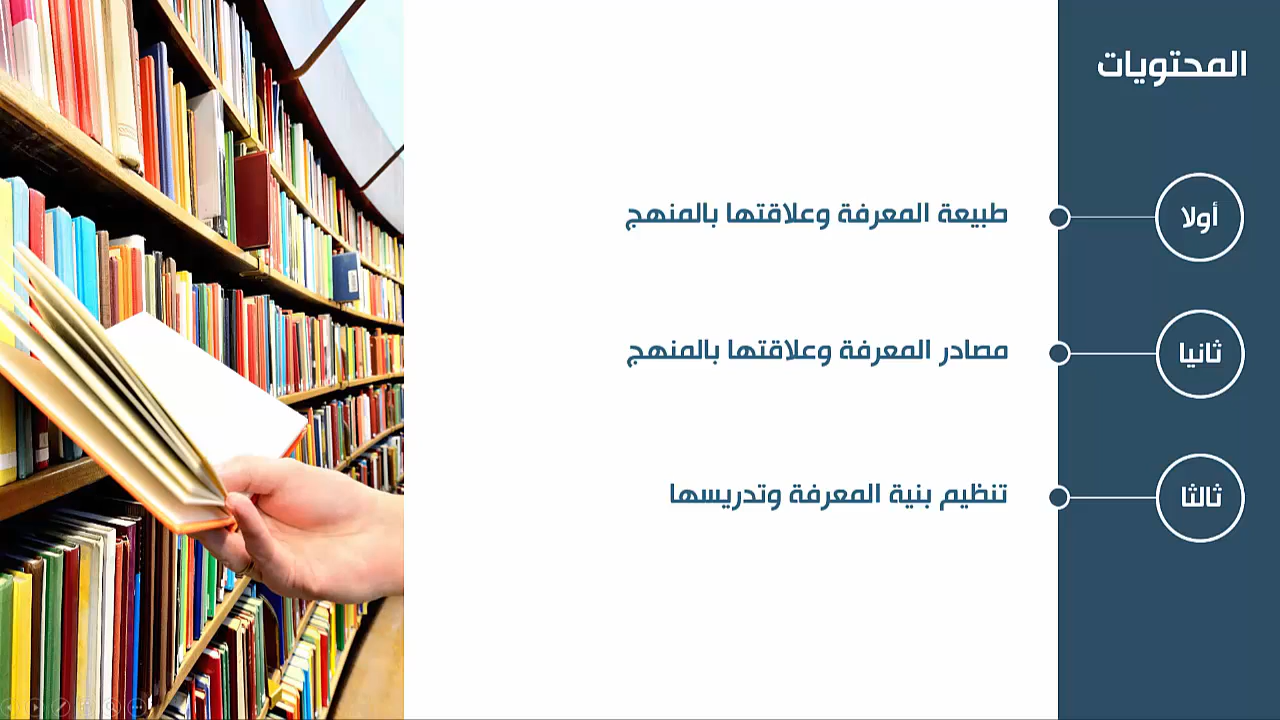 المحتويات
أولا
طبيعة المعرفة وعلاقتها بالمنهج
ثانيا
مصادر المعرفة وعلاقتها بالمنهج
ثالثا
تنظيم بنية المعرفة وتدريسها